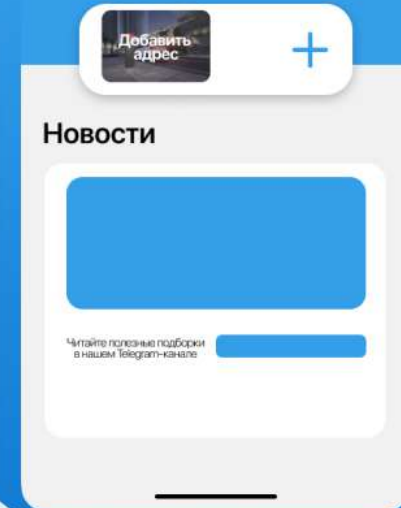 Добавить
адрес
Новости
Читайте полезные подборки
в нашем Telegram-канале